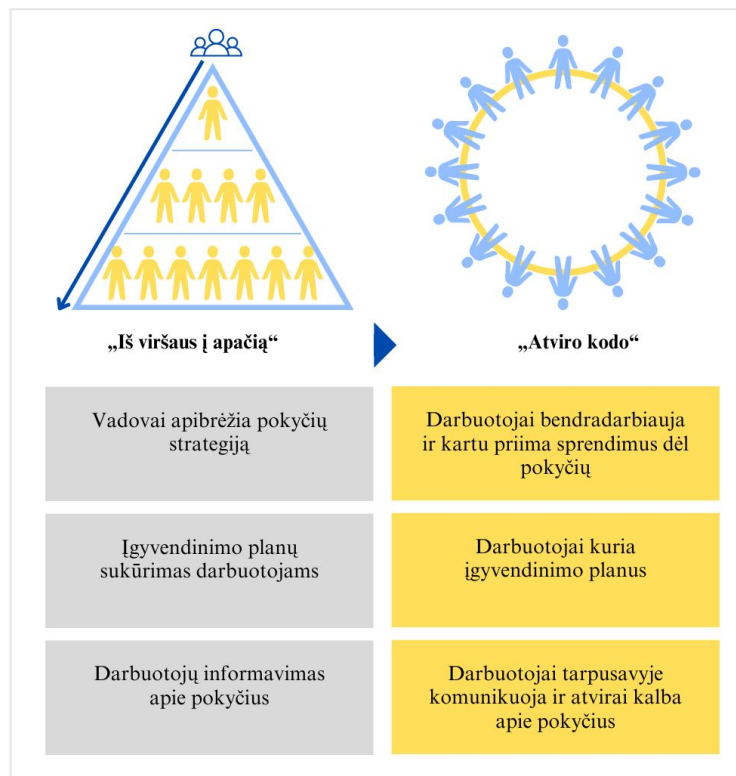 „Iš viršaus į apačią“
„Atviro kodo“
Vadovai apibrėžia pokyčių
strategiją
Darbuotojai bendradarbiauja
ir kartu priima sprendimus dėl
pokyčių
Įgyvendinimo planų
sukūrimas darbuotojams
Darbuotojai kuria
įgyvendinimo planus
Darbuotojų informavimas
apie pokyčius
Darbuotojai tarpusavyje
komunikuoja ir atvirai kalba
apie pokyčius